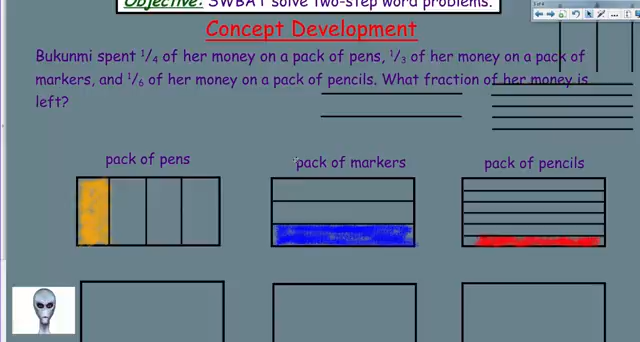 Objective: SWBAT solve two-step word problems.
Concept Development
Bukunmi spent 1/4 of her money on a pack of pens, 1/3 of her money on a pack of
markers, and 1/6 of her money on a pack of pencils. What fraction of her money is
left?
pack of pens
pack of markers
pack of pencils